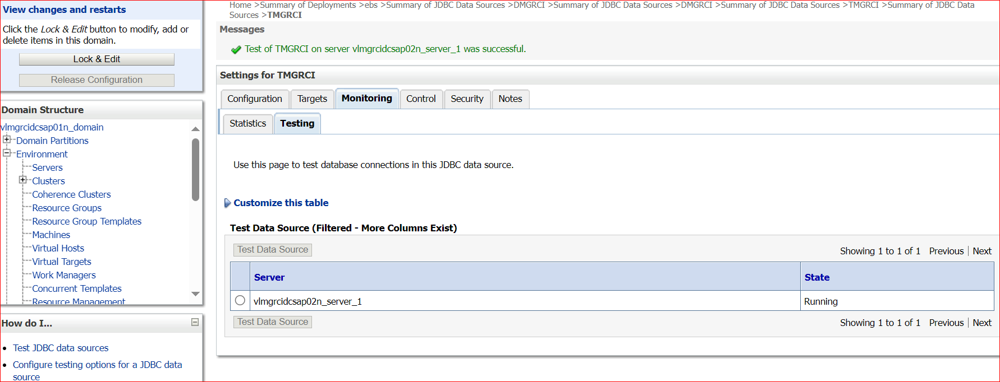 View changes and restarts
Click the Lock & Edit button to modify, add or
delete items in this domain.
Lock & Edit
Release Configuration
Domain Structure
vlmgrcidcsap01n_domain
Domain Partitions
Environment
Servers
Clusters
Coherence Clusters
Resource Groups
Resource Group Templates
Machines
Virtual Hosts
Virtual Targets
Work Managers
Concurrent Templates
Resource Management
How do I...
Test JDBC data sources
Configure testing options for a JDBC data
source
Home >Summary of Deployments >ebs >Summary of JDBC Data Sources >DMGRCI >Summary of JDBC Data Sources >DMGRCI >Summary of JDBC Data Sources >TMGRCI >Summary of JDBC Data
Sources >TMGRCI
Messages
Test of TMGRCI on server vlmgrcidcsap02n_server_1 was successful.
Settings for TMGRCI
Configuration Targets Monitoring Control Security Notes
Statistics Testing
Use this page to test database connections in this JDBC data source.
Customize this table
Test Data Source (Filtered - More Columns Exist)
Test Data Source Showing 1 to 1 of 1 Previous | Next
Server State
vlmgrcidcsap02n_server_1 Running
Test Data Source Showing 1 to 1 of 1 Previous | Next